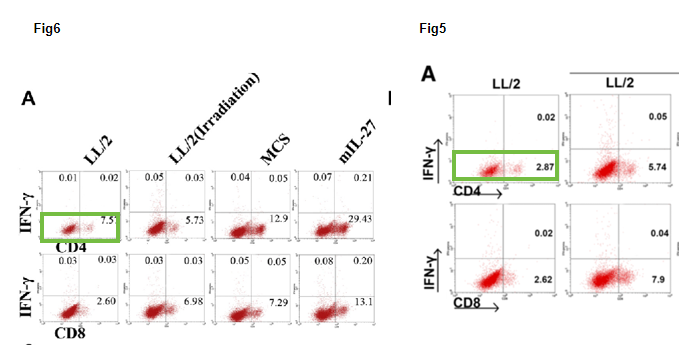 Fig6
Fig5
A
LL/2
LL/2(Irradiation)
MCS
mIL-27
IFN-γ
0.01 0.02
7.5
0.05 0.03
5.73
0.04 0.05
12.9
0.07 0.21
29.43
CD4
IFN-γ
0.03 0.03
2.60
0.03 0.03
6.98
0.05 0.05
7.29
0.08 0.20
13.1
CD8
A
LL/2
LL/2
IFN-γ
0.02
2.87
0.05
5.74
CD4
IFN-γ
0.02
2.62
0.04
7.9
CD8